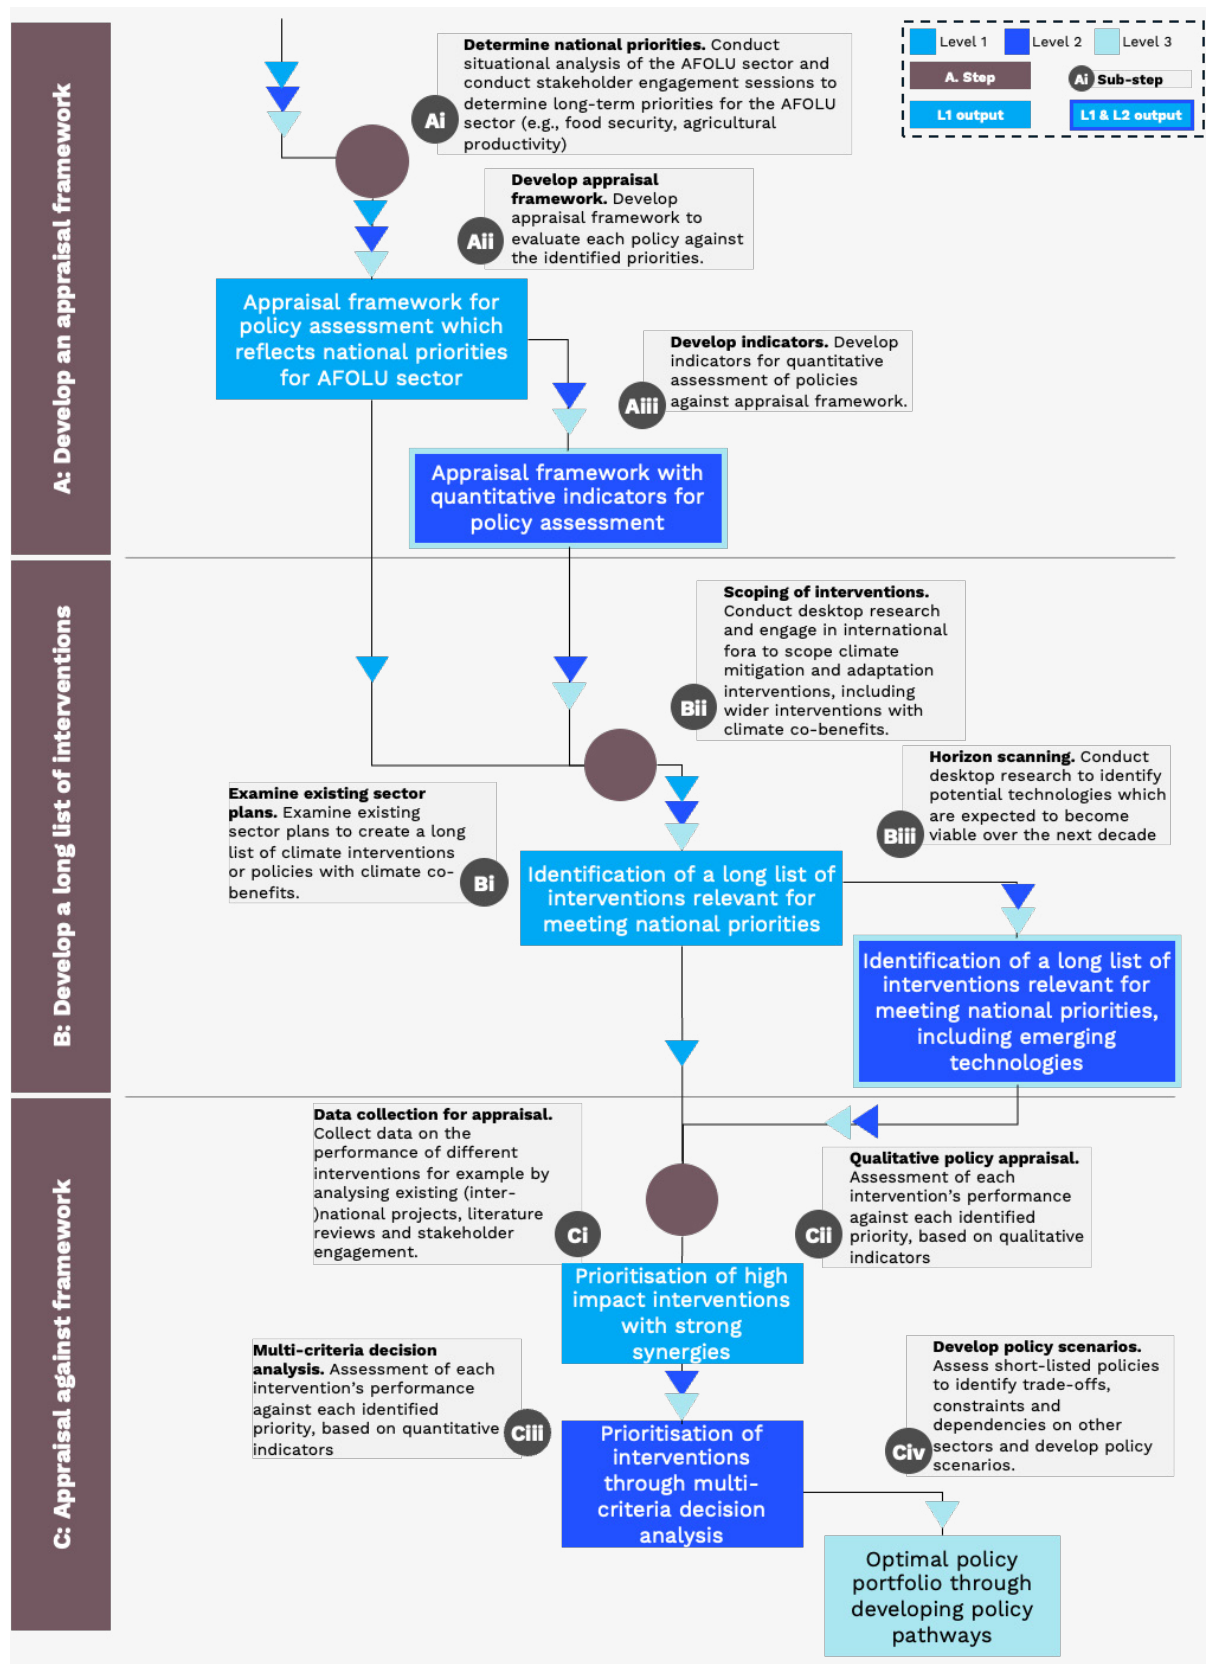 Level 1
Level 2
Level 3
A. Step
Ai
Sub-step
L1 output
L1 & L2 output
A: Develop an appraisal framework
Determine national priorities. Conduct
situational analysis of the AFOLU sector and
conduct stakeholder engagement sessions to
determine long-term priorities for the AFOLU
sector (e.g., food security, agricultural
productivity)
Ai
Develop appraisal
framework. Develop
appraisal framework to
evaluate each policy against
the identified priorities.
Aii
Appraisal framework for
policy assessment which
reflects national priorities
for AFOLU sector
Develop indicators. Develop
indicators for quantitative
assessment of policies
against appraisal framework.
Aiii
Appraisal framework with
quantitative indicators for
policy assessment
B: Develop a long list of interventions
Scoping of interventions.
Conduct desktop research
and engage in international
fora to scope climate
mitigation and adaptation
interventions, including
wider interventions with
climate co-benefits.
Bii
Horizon scanning. Conduct
desktop research to identify
potential technologies which
are expected to become
viable over the next decade
Biii
Examine existing sector
plans. Examine existing
sector plans to create a long
list of climate interventions
or policies with climate co-
benefits.
Bi
Identification of a long list of
interventions relevant for
meeting national priorities
Identification of a long list of
interventions relevant for
meeting national priorities,
including emerging
technologies
C: Appraisal against framework
Data collection for appraisal.
Collect data on the
performance of different
interventions for example by
analysing existing (inter-
)national projects, literature
reviews and stakeholder
engagement.
Ci
Qualitative policy appraisal.
Assessment of each
intervention's performance
against each identified
priority, based on qualitative
indicators
Cii
Prioritisation of high
impact interventions
with strong
synergies
Multi-criteria decision
analysis. Assessment of each
intervention's performance
against each identified
priority, based on quantitative
indicators
Ciii
Develop policy scenarios.
Assess short-listed policies
to identify trade-offs,
constraints and
dependencies on other
sectors and develop policy
scenarios.
Civ
Prioritisation of
interventions
through multi-
criteria decision
analysis
Optimal policy
portfolio through
developing policy
pathways